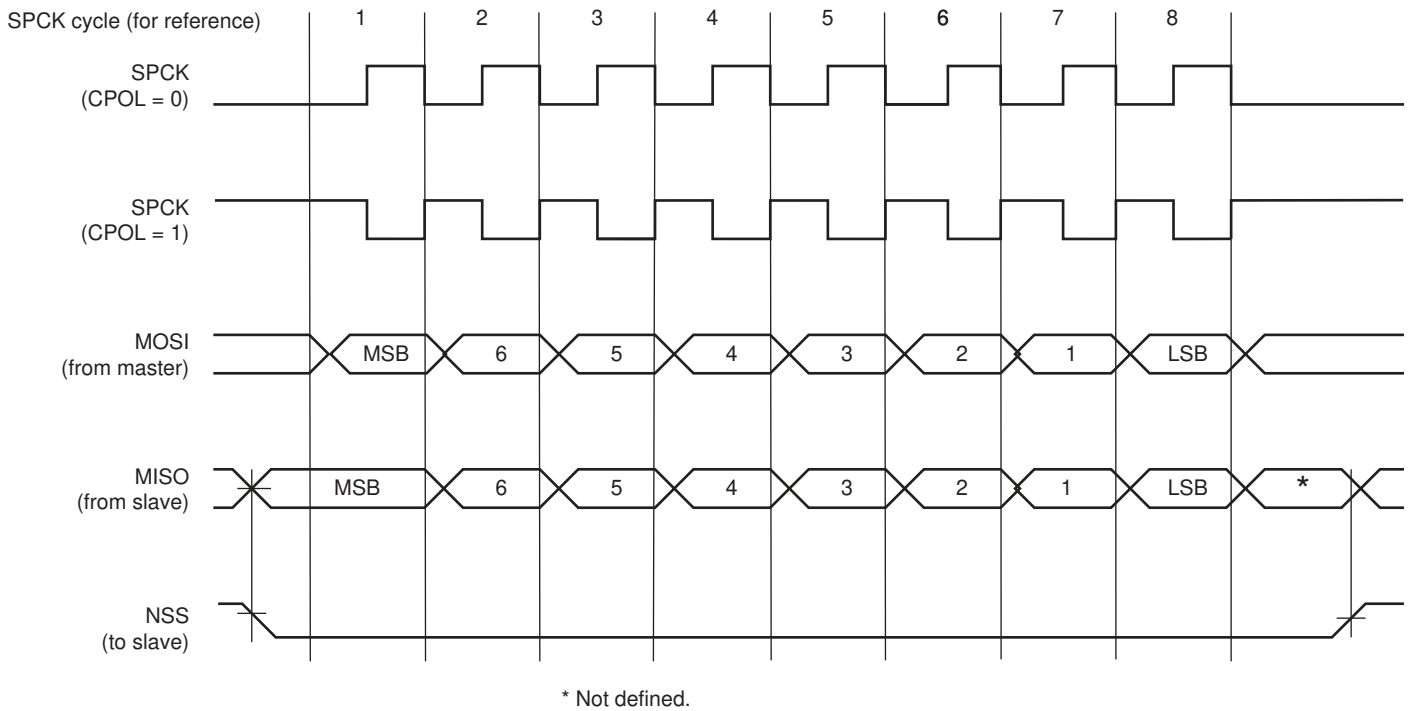 SPCK cycle (for reference) 1 2 3 4 5 6 7 8
SPCK
(CPOL = 0)
SPCK
(CPOL = 1)
MOSI
(from master)
MSB 6 5 4 3 2 1 LSB
MISO
(from slave)
MSB 6 5 4 3 2 1 LSB *
NSS
(to slave)
* Not defined.